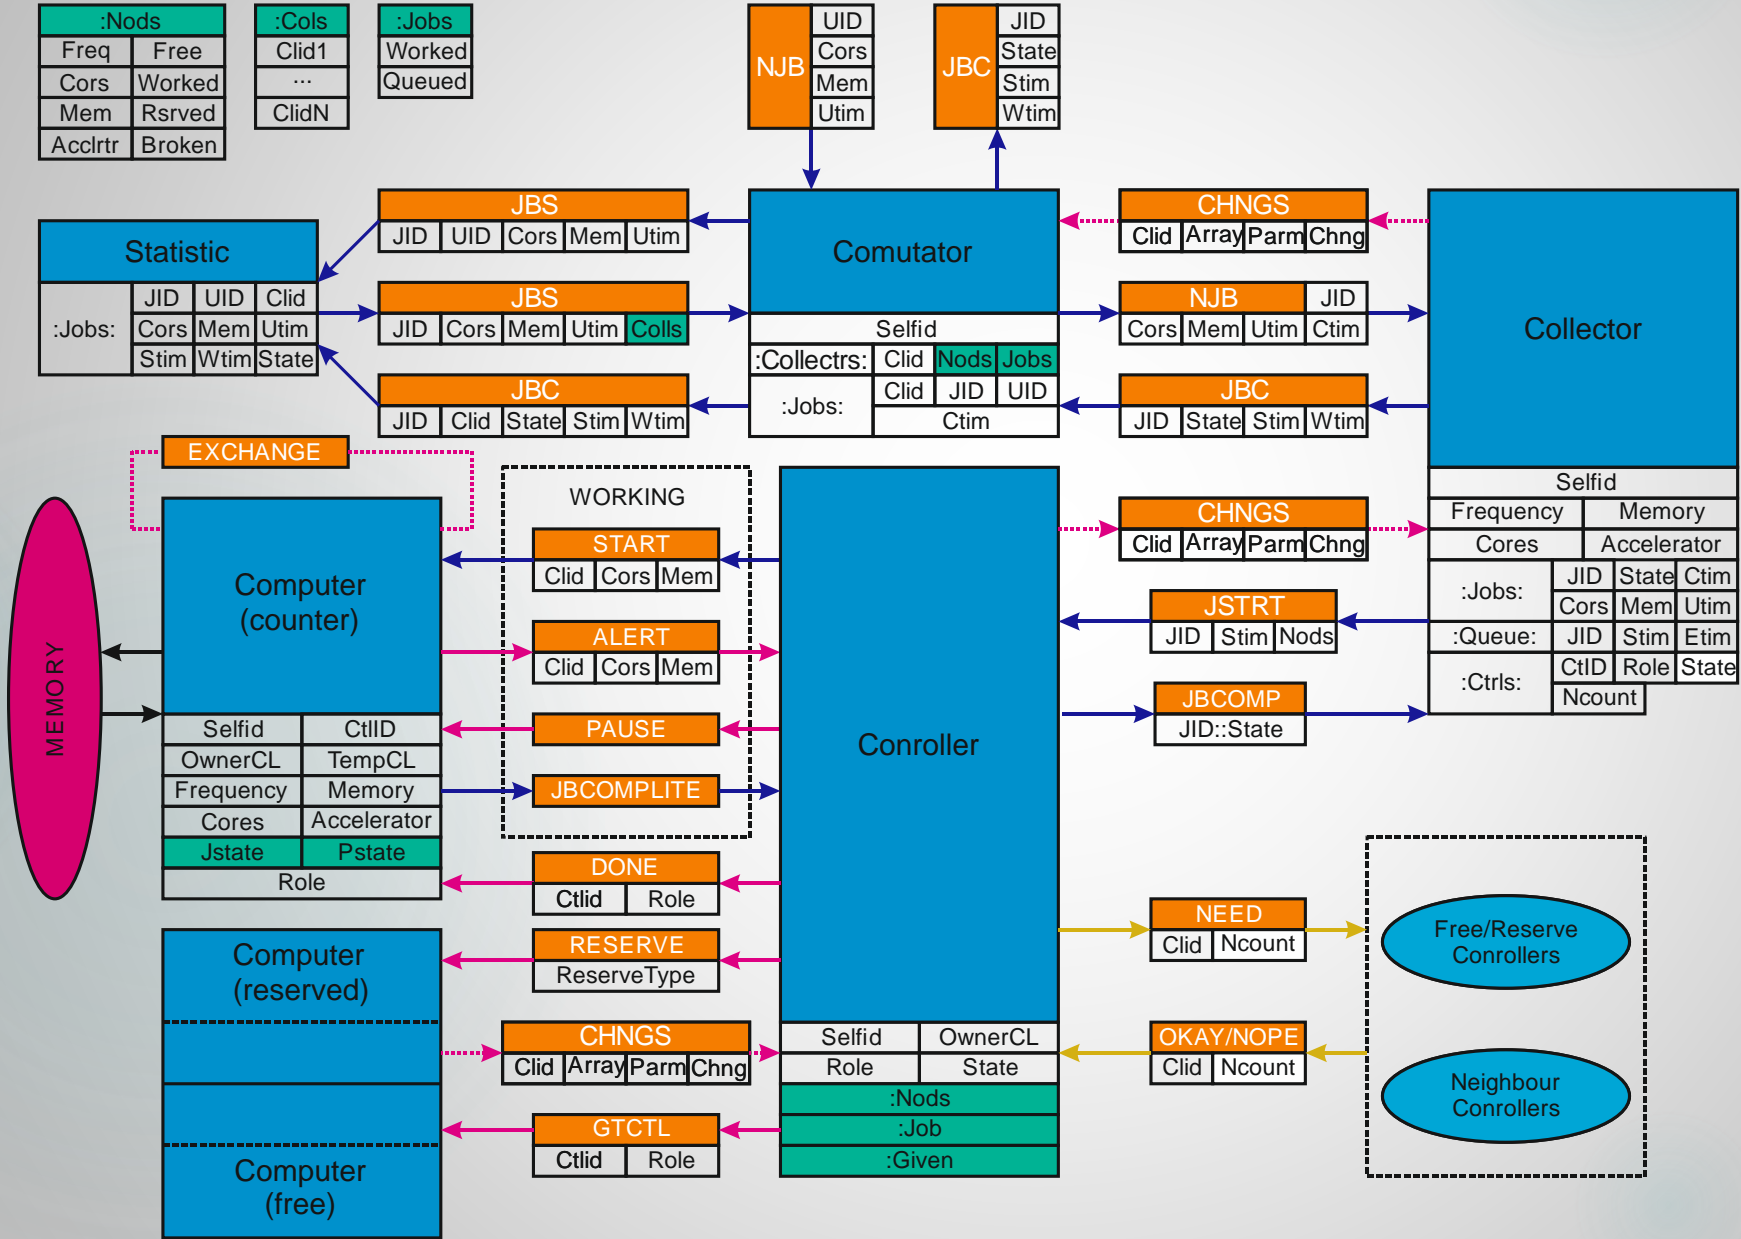 :Nods
Freq Free
Cors Worked
Mem Rsrved
Acclrtr Broken
:Cols
Clid1
...
ClidN
:Jobs
Worked
Queued
NJB
UID
Cors
Mem
Utim
JBC
JID
State
Stim
Wtim
Statistic
:Jobs:
JID UID Clid
Cors Mem Utim
Stim Wtim State
JBS
JID UID Cors Mem Utim
JBS
JID Cors Mem Utim Colls
JBC
JID Clid State Stim Wtim
Comutator
Selfid
:Collectrs: Clid Nods Jobs
:Jobs:
Clid JID UID
Ctim
CHNGS
Clid Array Parm Chng
NJB JID
Cors Mem Utim Ctim
JBC
JID State Stim Wtim
Collector
Selfid
Frequency Memory
Cores Accelerator
:Jobs:
JID State Ctim
Cors Mem Utim
:Queue: JID Stim Etim
:Ctrls:
CtID Role State
Ncount
EXCHANGE
MEMORY
Computer
(counter)
Selfid CtlID
OwnerCL TempCL
Frequency Memory
Cores Accelerator
Jstate Pstate
Role
WORKING
START
Clid Cors Mem
ALERT
Clid Cors Mem
PAUSE
JBCOMPLITE
DONE
Ctlid Role
RESERVE
ReserveType
CHNGS
Clid Array Parm Chng
GTCTL
Ctlid Role
Computer
(reserved)
Computer
(free)
Conroller
Selfid OwnerCL
Role State
:Nods
:Job
:Given
CHNGS
Clid Array Parm Chng
JSTRT
JID Stim Nods
JBCOMP
JID::State
NEED
Clid Ncount
OKAY/NOPE
Clid Ncount
Free/Reserve
Conrollers
Neighbour
Conrollers